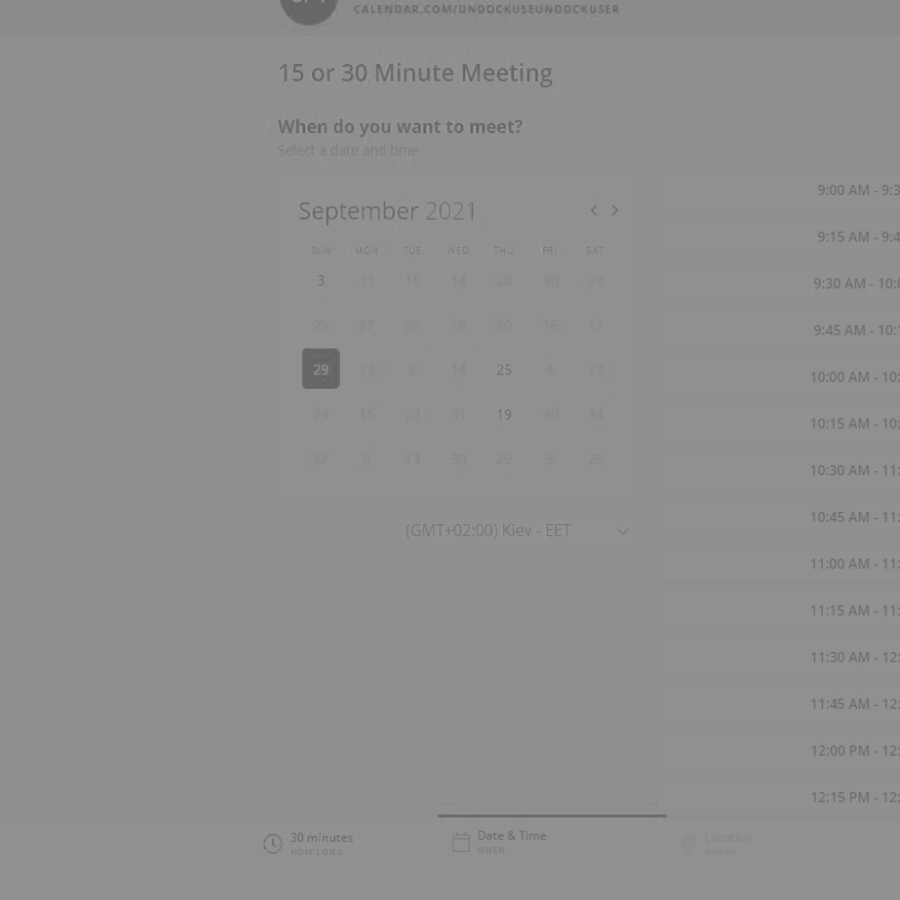 CALENDAR.COM/UNDOCKUSEUNDOCKUSER
15 or 30 Minute Meeting
When do you want to meet?
Select a date and time
September 2021
SUN MON TUE WED THU FRI SAT
3 31 15 14 20 30 27
25 27 26 16 20 16 17
29 23 2 14 25 4 23
29 15 23 31 19 30 14
27 9 13 30 29 5 25
(GMT+02:00) Kiev - EET
9:00 AM - 9:3
9:15 AM - 9:4
9:30 AM - 10:0
9:45 AM - 10:1
10:00 AM - 10:
10:15 AM - 10:
10:30 AM - 11:
10:45 AM - 11:
11:00 AM - 11:
11:15 AM - 11:
11:30 AM - 12:
11:45 AM - 12:
12:00 PM - 12:
12:15 PM - 12:
30 minutes
HOW LONG
Date & Time
WHEN
Location
WHERE